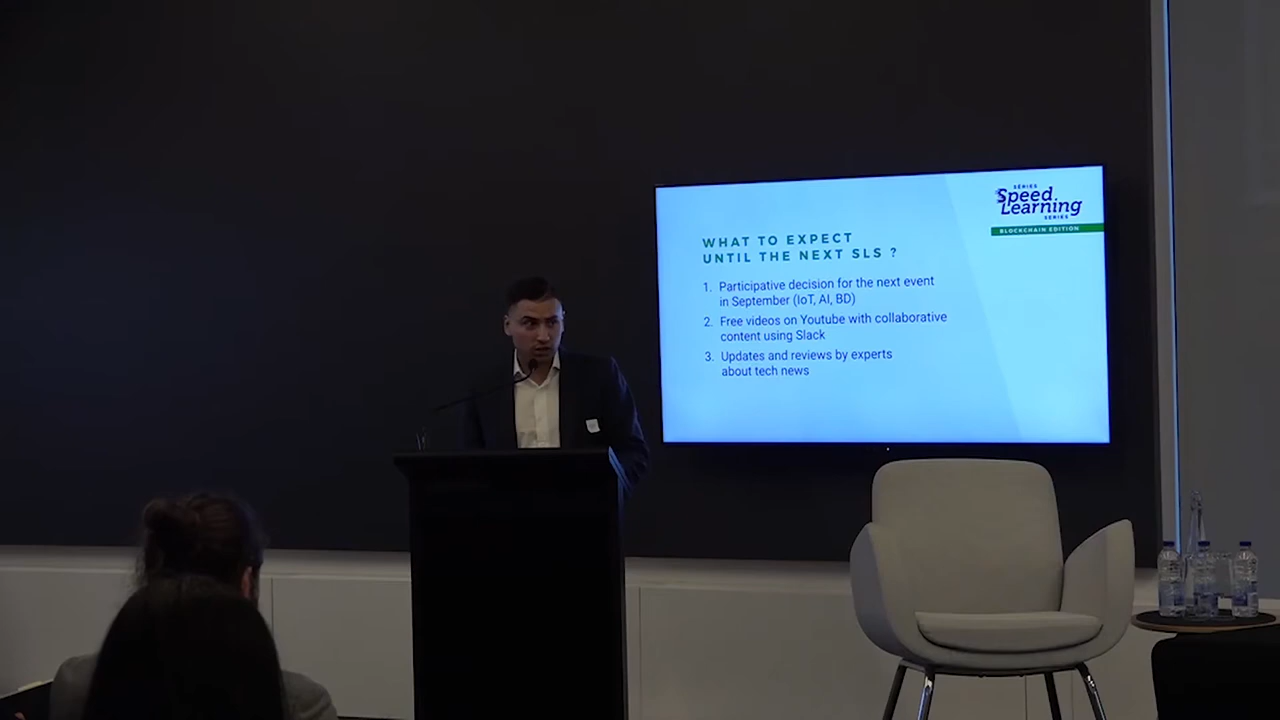 SÉRIES
Speed
Learning
SERIES
BLOCKCHAIN EDITION
WHAT TO EXPECT
UNTIL THE NEXT SLS ?
1. Participative decision for the next event
in September (IoT, AI, BD)
2. Free videos on Youtube with collaborative
content using Slack
3. Updates and reviews by experts
about tech news